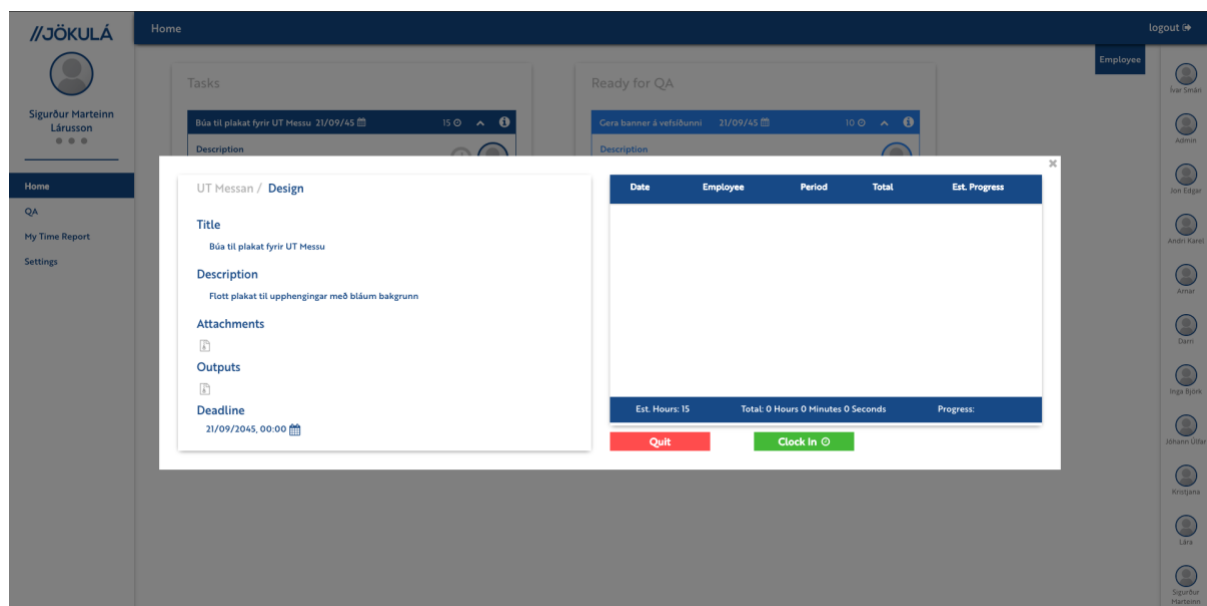 //JÖKULÁ
Sigurður Marteinn
Lárusson
Home
QA
My Time Report
Settings
Home
logout
Employee
Tasks
Búa til plakat fyrir UT Messu 21/09/45
15
Description
Ready for QA
Gera banner á vefsíðunni 21/09/45
10
Description
UT Messan / Design
Title
Búa til plakat fyrir UT Messu
Description
Flott plakat til upphengingar með bláum bakgrunn
Attachments
Outputs
Deadline
21/09/2045, 00:00
Date Employee Period Total Est. Progress
Est. Hours: 15 Total: 0 Hours 0 Minutes 0 Seconds Progress:
Quit
Clock In
Ívar Smári
Admin
Jon Edgar
Andri Karel
Arnar
Darri
Inga Björk
Jóhann Úlfar
Kristjana
Lára
Sigurður
Marteinn